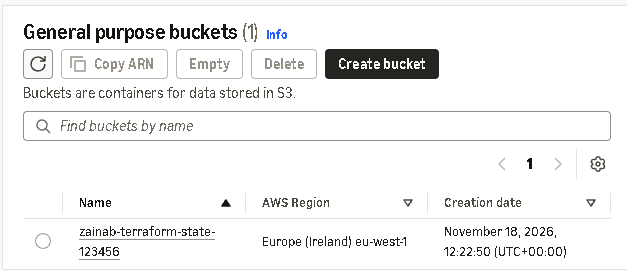 General purpose buckets (1) Info
Copy ARN Empty Delete Create bucket
Buckets are containers for data stored in S3.
Find buckets by name
1
Name AWS Region Creation date
zainab-terraform-state-123456 Europe (Ireland) eu-west-1 November 18, 2026, 12:22:50 (UTC+00:00)